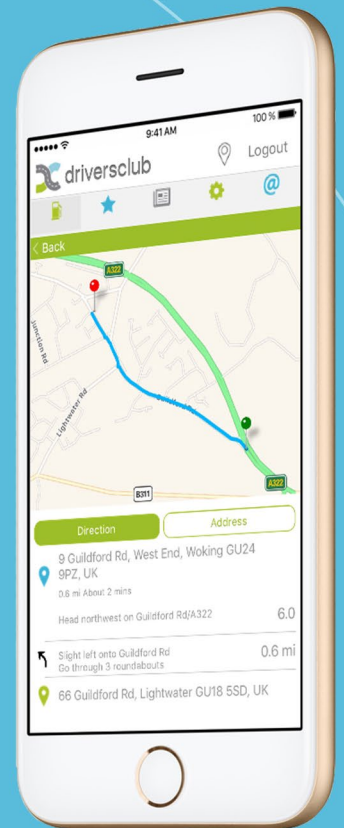 9:41 AM
100 %
driversclub
Logout
@
< Back
A322
Junction Rd
Lightwater Rd
Guildford Rd
A322
B311
Direction
Address
9 Guildford Rd, West End, Woking GU24
9PZ, UK
0.6 mi About 2 mins
Head northwest on Guildford Rd/A322
6.0
Slight left onto Guildford Rd
0.6 mi
Go through 3 roundabouts
66 Guildford Rd, Lightwater GU18 5SD, UK